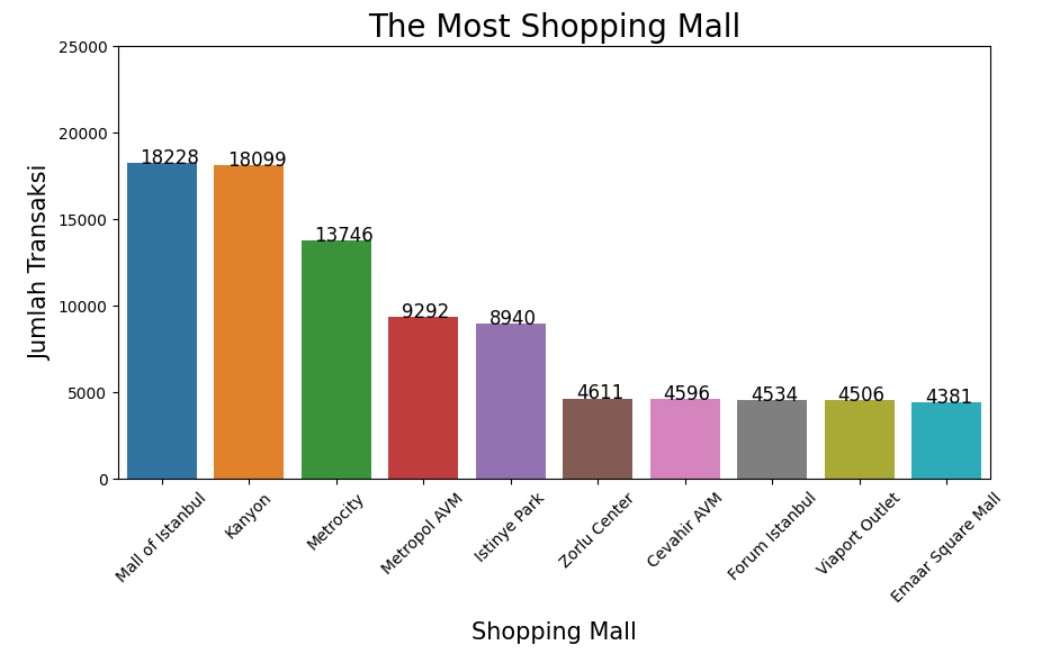 The Most Shopping Mall
Jumlah Transaksi
25000
20000
15000
10000
5000
0
18228
18099
13746
9292
8940
4611
4596
4534
4506
4381
Mall of Istanbul
Kanyon
Metrocity
Metropol AVM
Istinye Park
Zorlu Center
Cevahir AVM
Forum Istanbul
Viaport Outlet
Emaar Square Mall
Shopping Mall